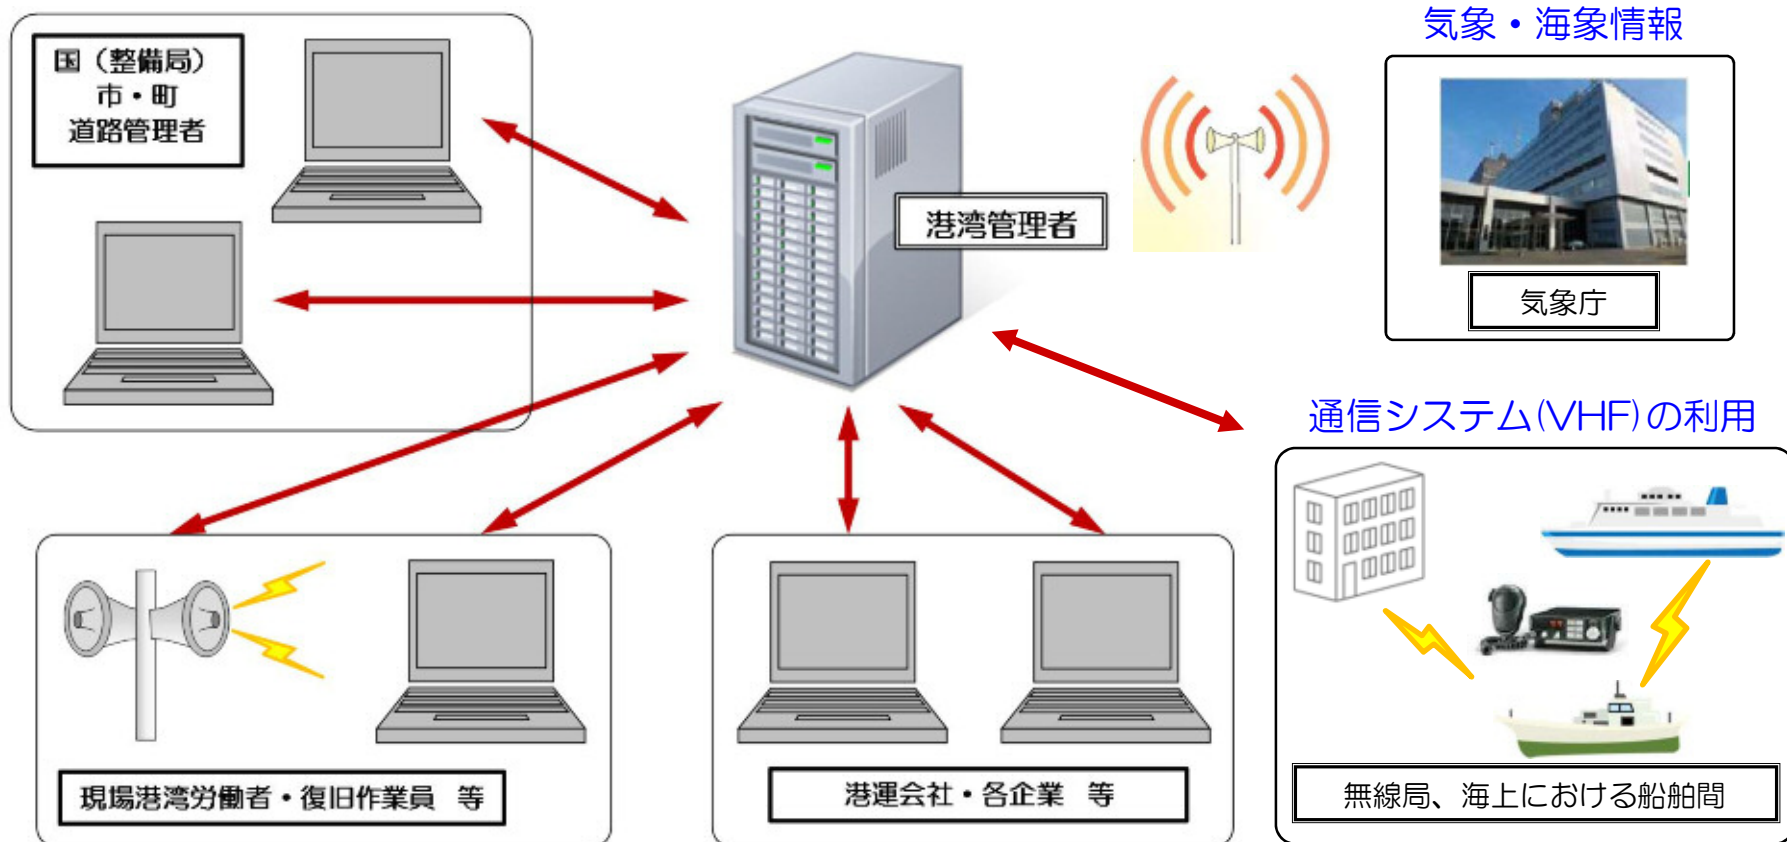 国（整備局）
市・町
道路管理者
港湾管理者
気象・海象情報
気象庁
通信システム(VHF)の利用
現場港湾労働者・復旧作業員 等
港運会社・各企業 等
無線局、海上における船舶間